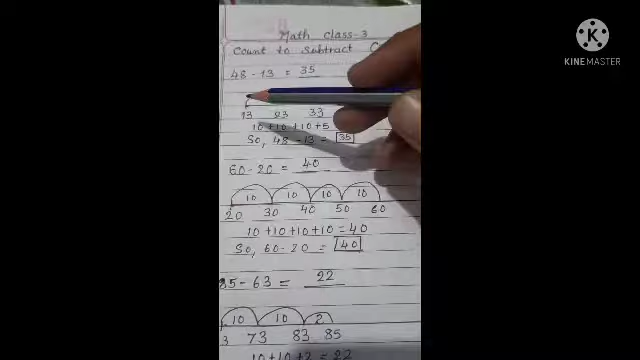 Math class-3
Count to Subtract
KINEMASTER
48 - 13 = 35
13 23 33
10+10+10+5
So, 48 - 13 = 35
60 - 20 = 40
10 10 10 10
20 30 40 50 60
10+10+10+10 = 40
So, 60 - 20 = 40
85 - 63 = 22
10 10 2
3 73 83 85
10+10+2 = 22